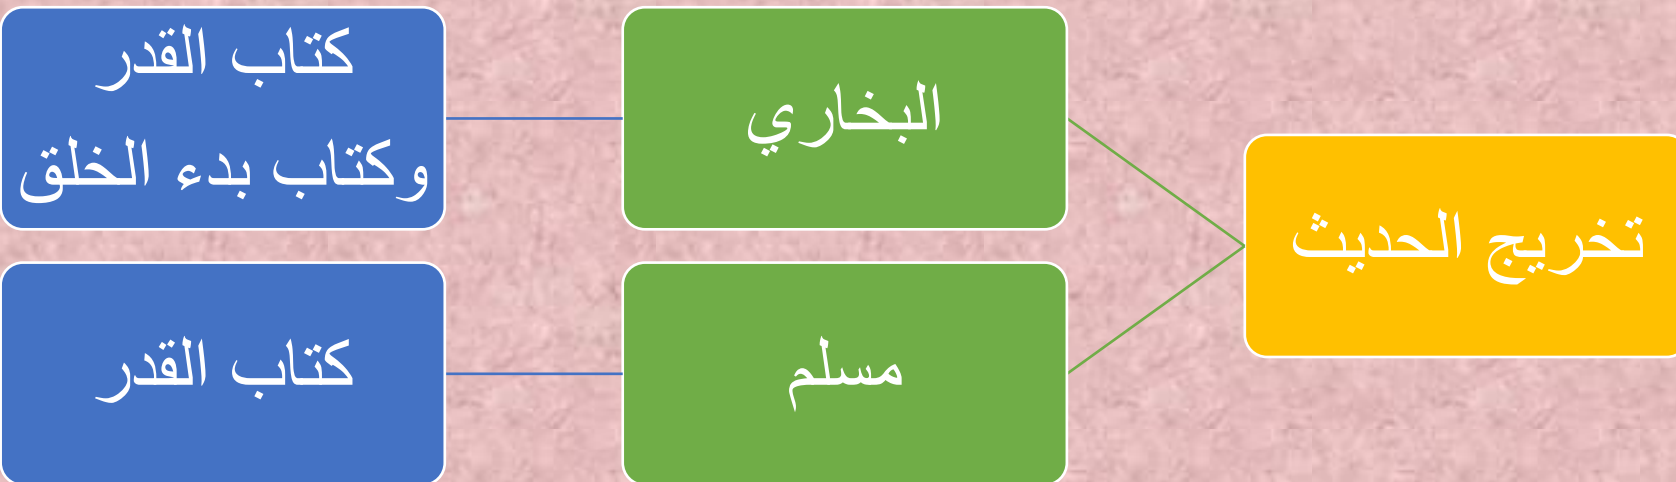 تخريج الحديث
البخاري
كتاب القدر
وكتاب بدء الخلق
مسلم
كتاب القدر